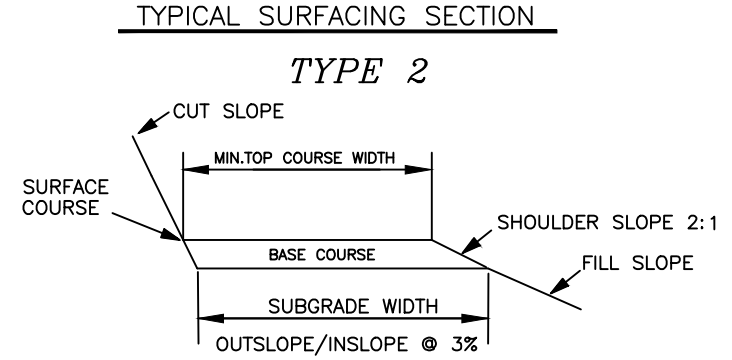 TYPICAL SURFACING SECTION
TYPE 2
CUT SLOPE
MIN.TOP COURSE WIDTH
SURFACE
COURSE
SHOULDER SLOPE 2:1
BASE COURSE
FILL SLOPE
SUBGRADE WIDTH
OUTSLOPE/INSLOPE @ 3%